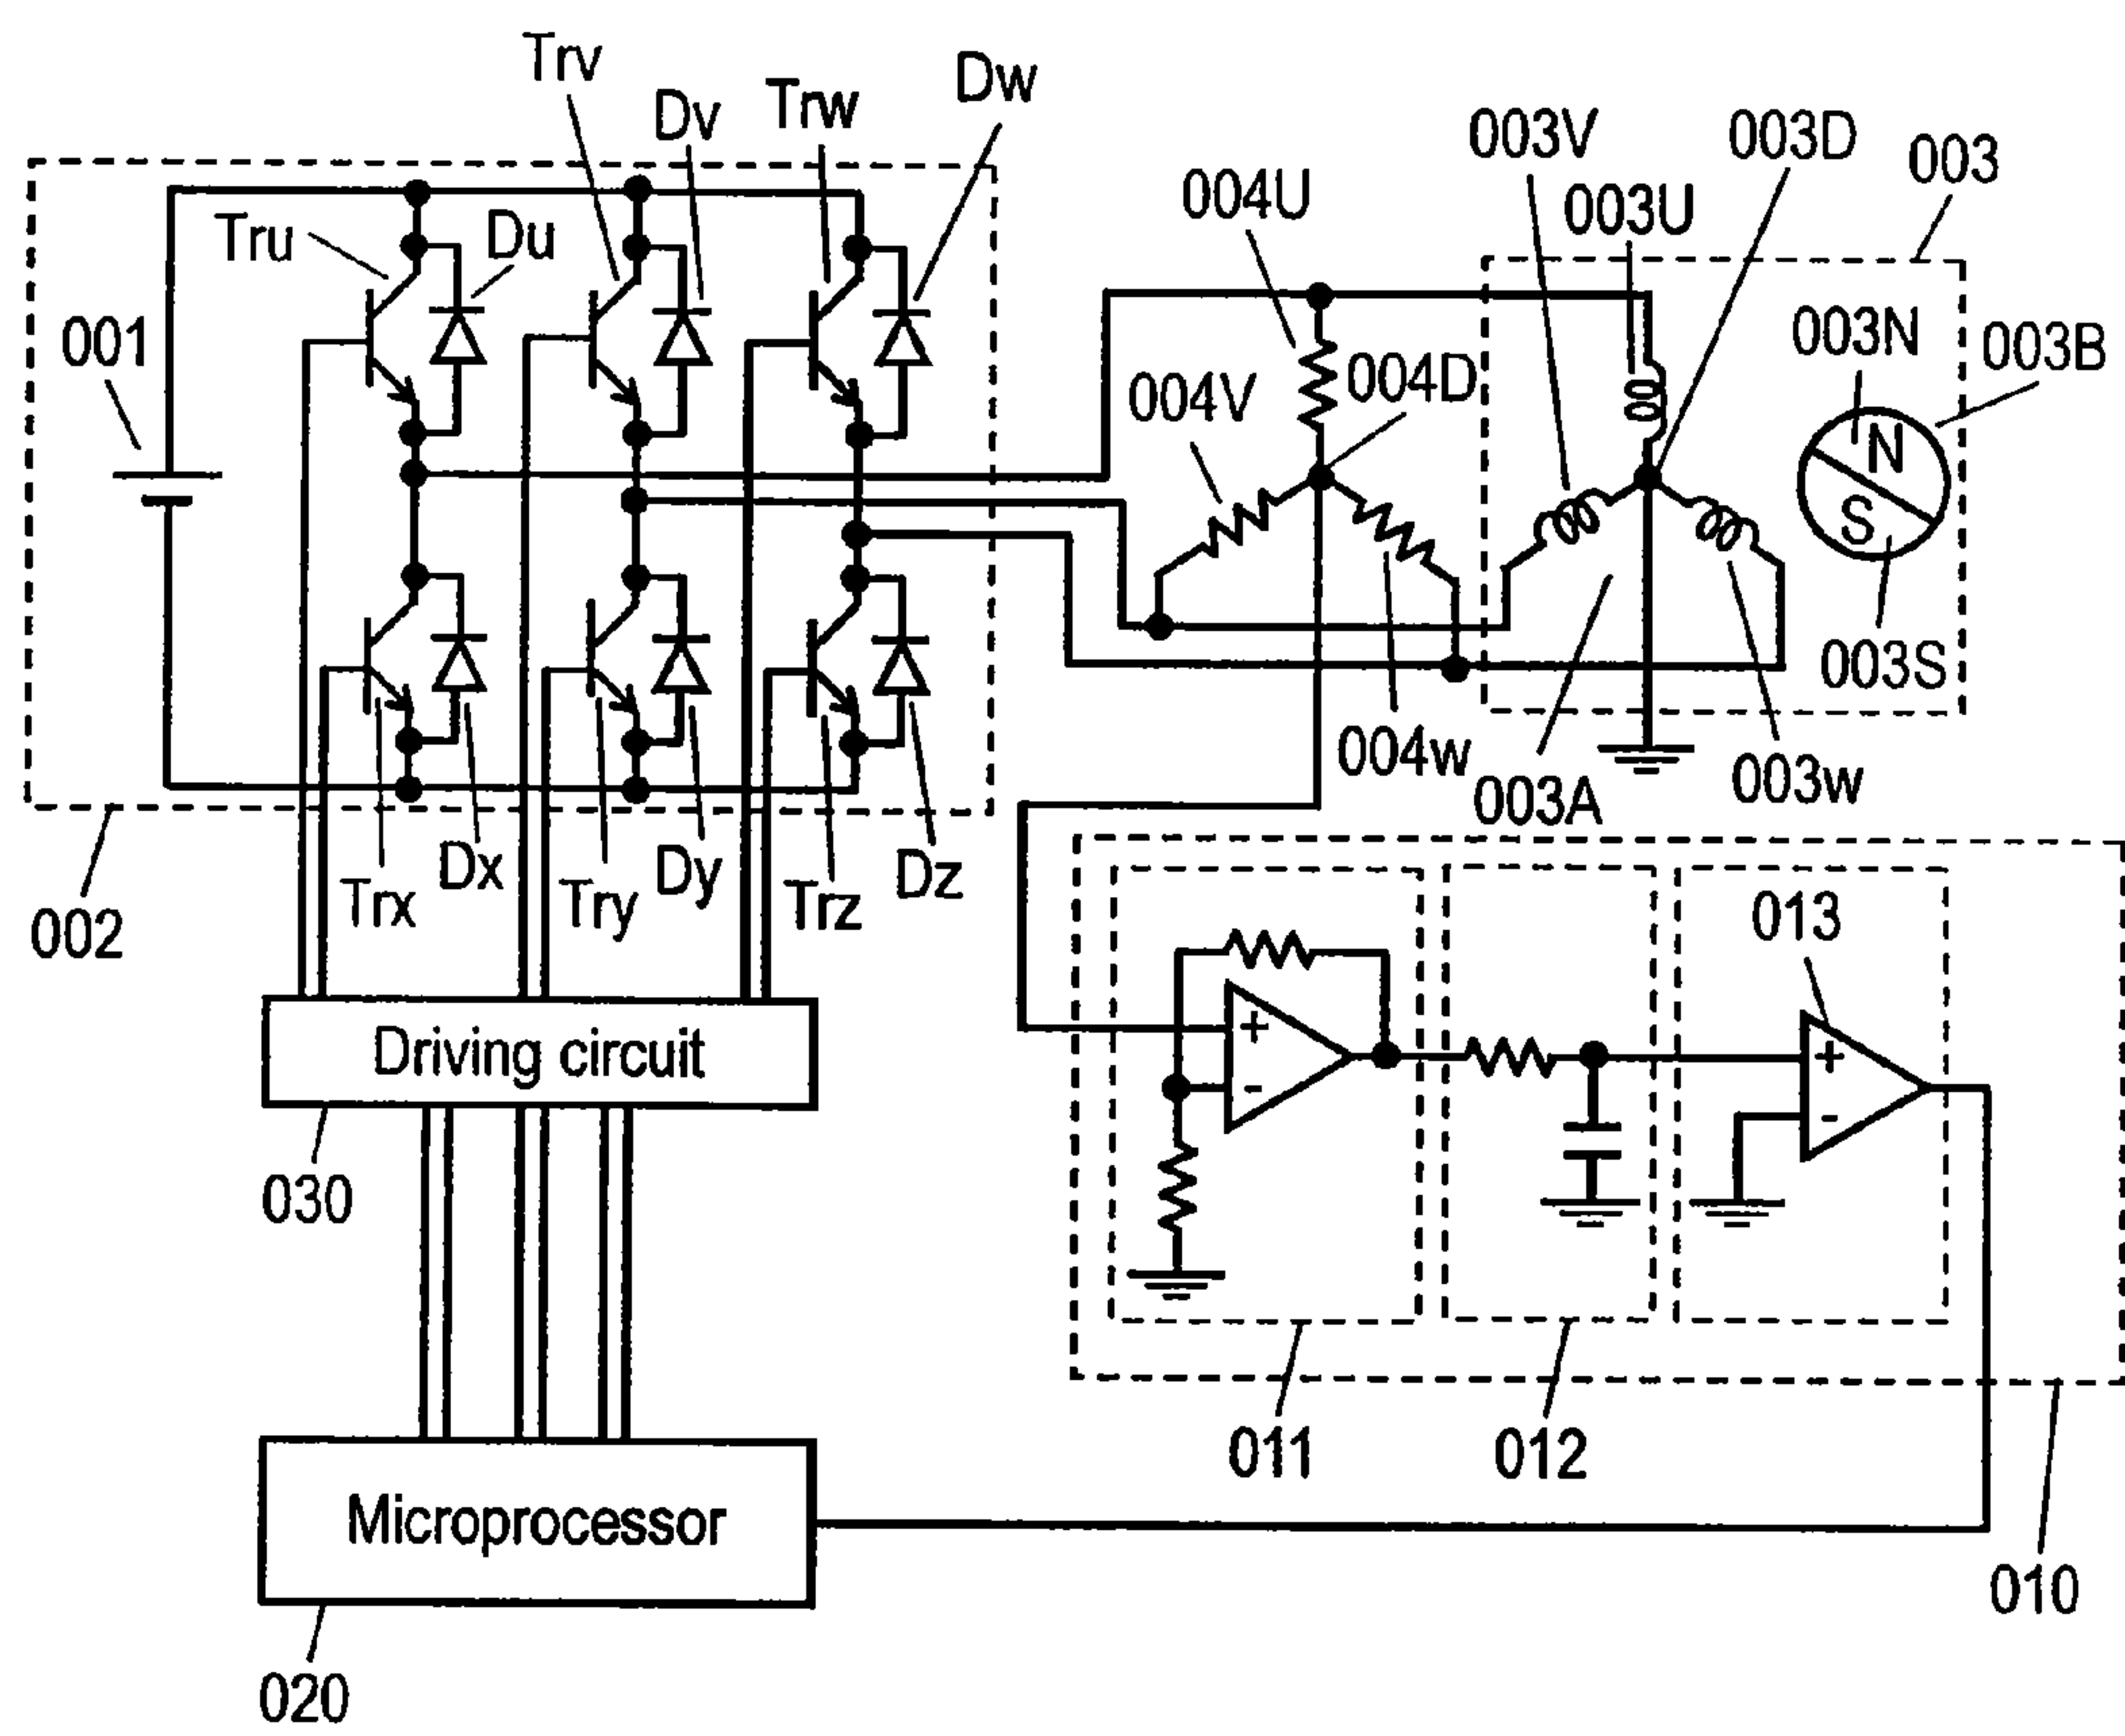 Trv
Dv
Trw
Dw
003V
003D
003
004U
003U
Tru
Du
001
003N
003B
004V
004D
N
S
003S
004w
003A
003w
002
Trx
Dx
Try
Dy
Trz
Dz
013
+
-
+
-
Driving circuit
030
011
012
010
Microprocessor
020